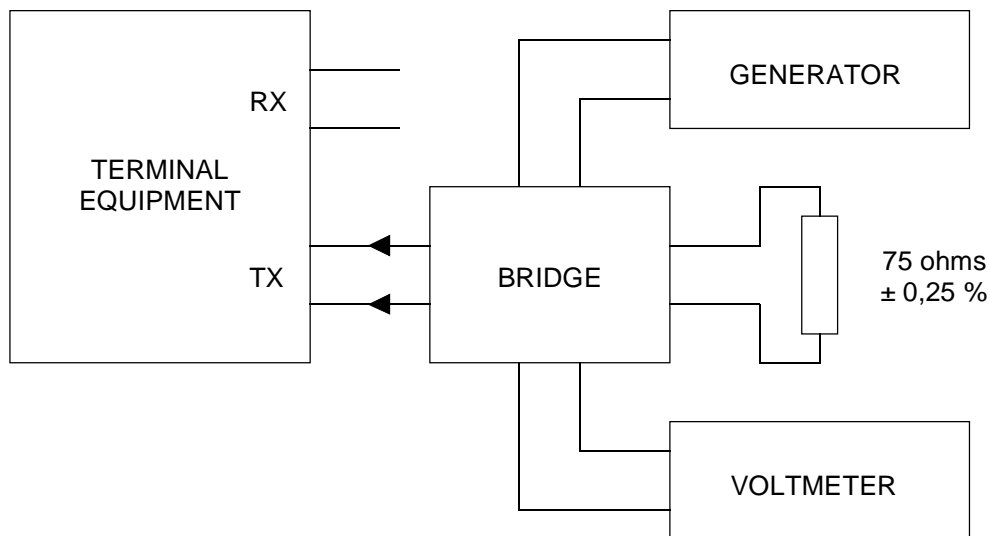 GENERATOR
RX
TERMINAL
EQUIPMENT
TX
BRIDGE
75 ohms
± 0,25 %
VOLTMETER